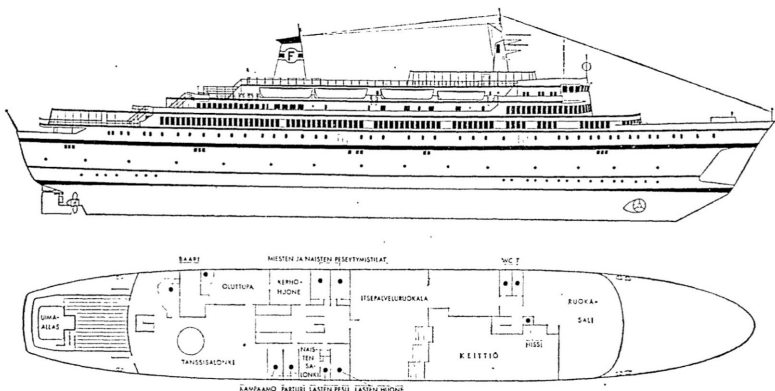 F
BAARI MIESTEN JA NAISTEN PESEYTYMISTILAT WC:T
OLUTTUPA
KERHO-
HUONE
ITSEPALVELURUOKALA
RUOKA-
SALI
UIMA-
ALLAS
HISSI
TANSSISALONKI
NAIS-
TEN
SA-
LONKI
KEITTIÖ
KAMPAAMO PARTURI LASTEN PESU LASTEN HUONE